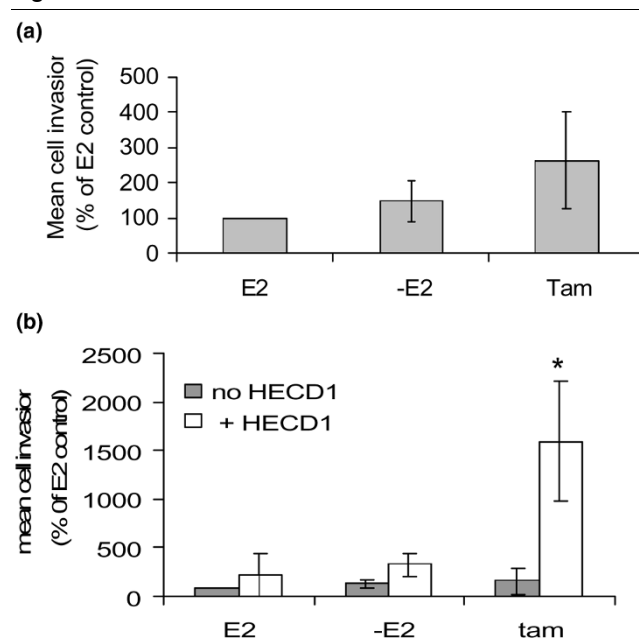 (a)
Mean cell invasior
(% of E2 control)
500
400
300
200
100
0
E2 -E2 Tam
(b)
mean cell invasior
(% 0f E2 control)
2500
2000
1500
1000
500
0
no HECD1
+ HECD1
*
E2 -E2 tam